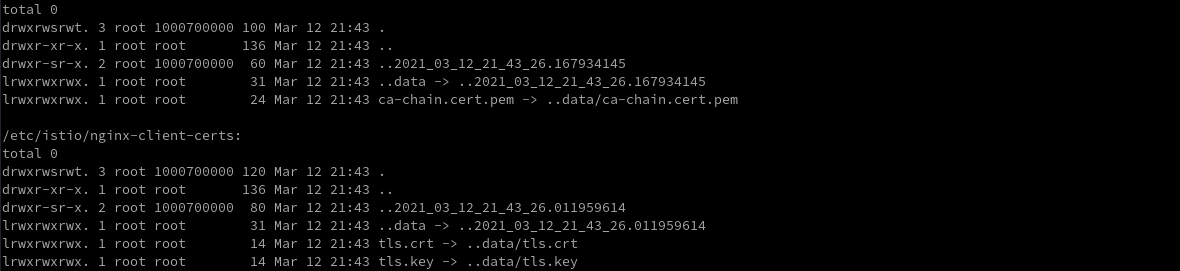 total 0
drwxrwsrwt. 3 root 1000700000 100 Mar 12 21:43 .
drwxr-xr-x. 1 root root       136 Mar 12 21:43 ..
drwxr-sr-x. 2 root 1000700000  60 Mar 12 21:43 ..2021_03_12_21_43_26.167934145
lrwxrwxrwx. 1 root root        31 Mar 12 21:43 ..data -> ..2021_03_12_21_43_26.167934145
lrwxrwxrwx. 1 root root        24 Mar 12 21:43 ca-chain.cert.pem -> ..data/ca-chain.cert.pem
/etc/istio/nginx-client-certs:
total 0
drwxrwsrwt. 3 root 1000700000 120 Mar 12 21:43 .
drwxr-xr-x. 1 root root       136 Mar 12 21:43 ..
drwxr-sr-x. 2 root 1000700000  80 Mar 12 21:43 ..2021_03_12_21_43_26.011959614
lrwxrwxrwx. 1 root root        31 Mar 12 21:43 ..data -> ..2021_03_12_21_43_26.011959614
lrwxrwxrwx. 1 root root        14 Mar 12 21:43 tls.crt -> ..data/tls.crt
lrwxrwxrwx. 1 root root        14 Mar 12 21:43 tls.key -> ..data/tls.key